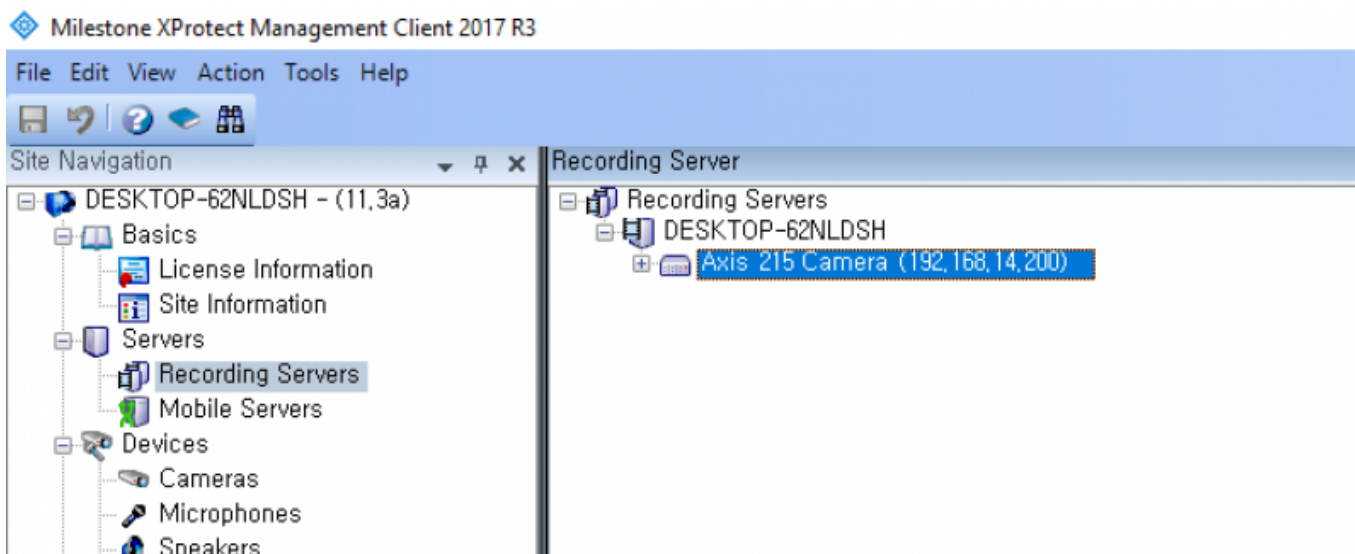 Milestone XProtect Management Client 2017 R3
File Edit View Action Tools Help
Site Navigation
DESKTOP-62NLDSH - (11,3a)
Basics
License Information
Site Information
Servers
Recording Servers
Mobile Servers
Devices
Cameras
Microphones
Speakers
Recording Server
Recording Servers
DESKTOP-62NLDSH
Axis 215 Camera (192,168,14,200)